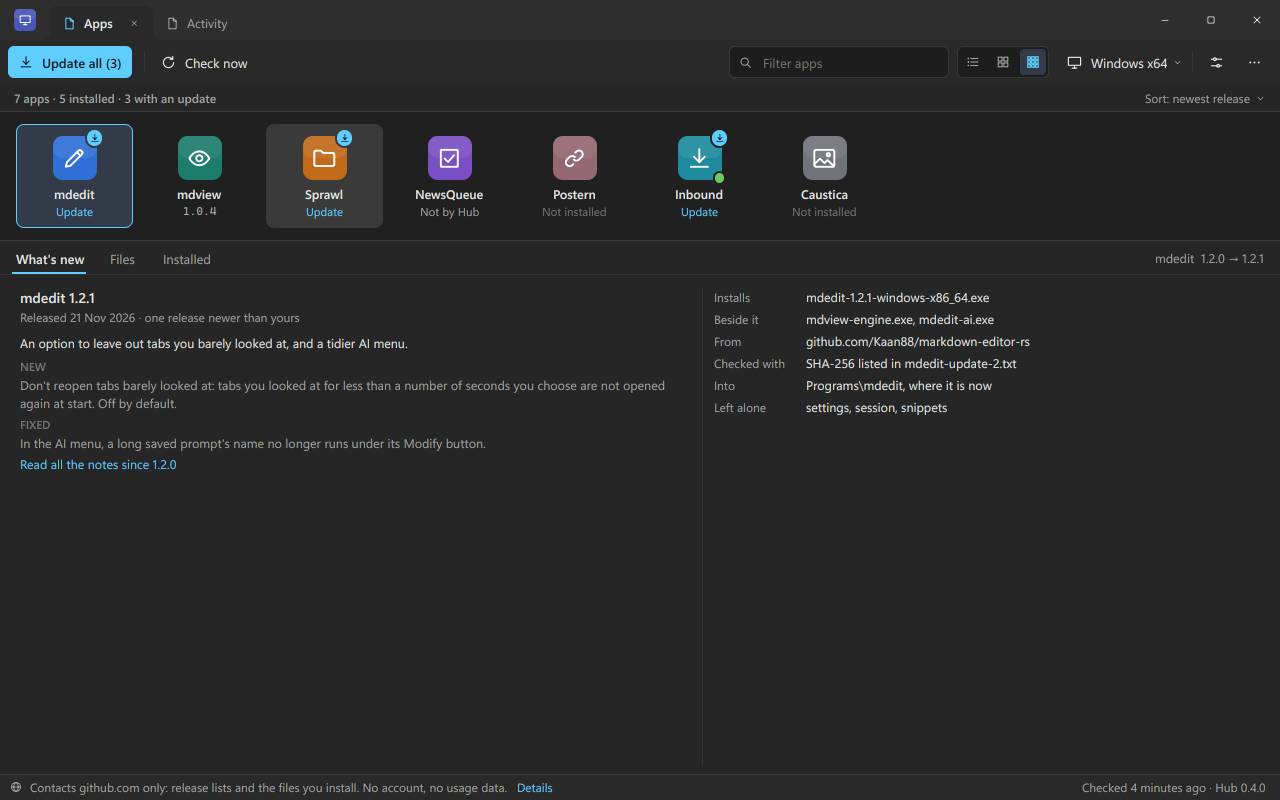 Apps
Activity
Update all (3)
Check now
Filter apps
Windows x64
7 apps · 5 installed · 3 with an update
Sort: newest release
mdedit
Update
mdview
1.0.4
Sprawl
Update
NewsQueue
Not by Hub
Postern
Not installed
Inbound
Update
Caustica
Not installed
What's new
Files
Installed
mdedit 1.2.0 → 1.2.1
mdedit 1.2.1
Released 21 Nov 2026 · one release newer than yours
An option to leave out tabs you barely looked at, and a tidier AI menu.
NEW
Don't reopen tabs barely looked at: tabs you looked at for less than a number of seconds you choose are not opened
again at start. Off by default.
FIXED
In the AI menu, a long saved prompt's name no longer runs under its Modify button.
Read all the notes since 1.2.0
Installs mdedit-1.2.1-windows-x86_64.exe
Beside it mdview-engine.exe, mdedit-ai.exe
From github.com/Kaan88/markdown-editor-rs
Checked with SHA-256 listed in mdedit-update-2.txt
Into Programs\mdedit, where it is now
Left alone settings, session, snippets
Contacts github.com only: release lists and the files you install. No account, no usage data. Details
Checked 4 minutes ago · Hub 0.4.0